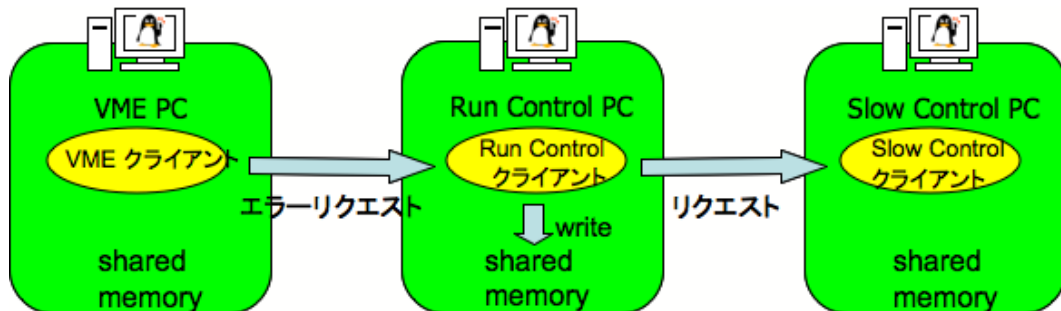 VME PC
VME クライアント
shared
memory
エラーリクエスト
Run Control PC
Run Control
クライアント
write
shared
memory
リクエスト
Slow Control PC
Slow Control
クライアント
shared
memory